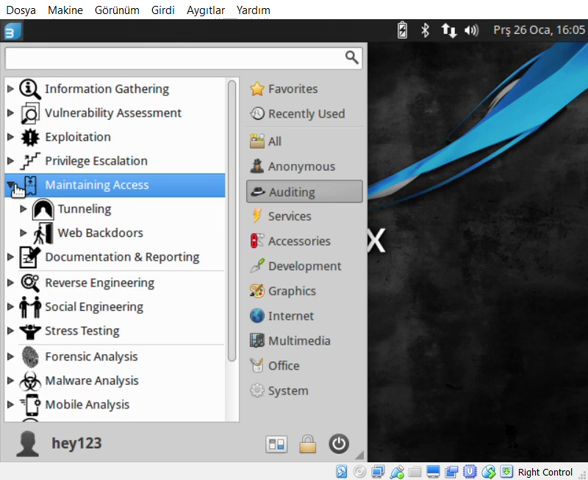 Dosya Makine Görünüm Girdi Aygıtlar Yardım
Prş 26 Oca, 16:05
Information Gathering
Vulnerability Assessment
Exploitation
Privilege Escalation
Maintaining Access
Tunneling
Web Backdoors
Documentation & Reporting
Reverse Engineering
Social Engineering
Stress Testing
Forensic Analysis
Malware Analysis
Mobile Analysis
Favorites
Recently Used
All
Anonymous
Auditing
Services
Accessories
Development
Graphics
Internet
Multimedia
Office
System
x
hey123
Right Control